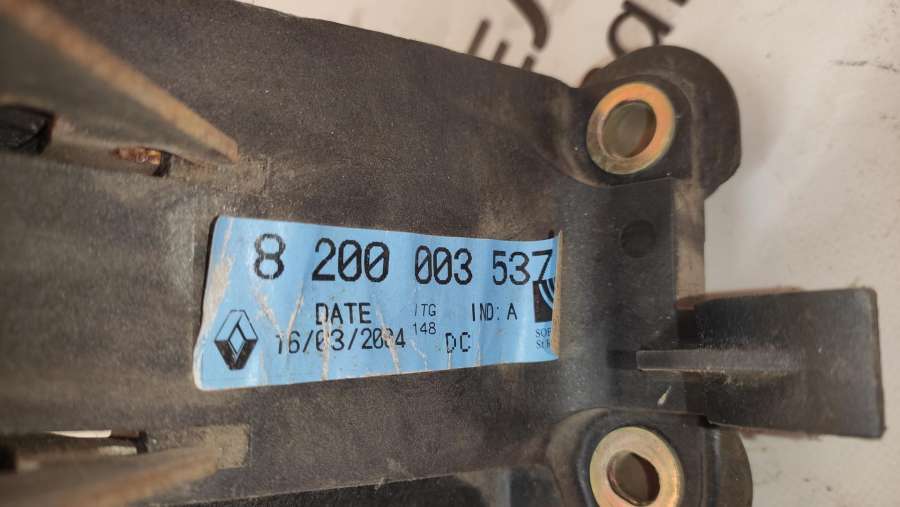 8 200 003 537
DATE ITG IND: A
16/03/2004 148 DC